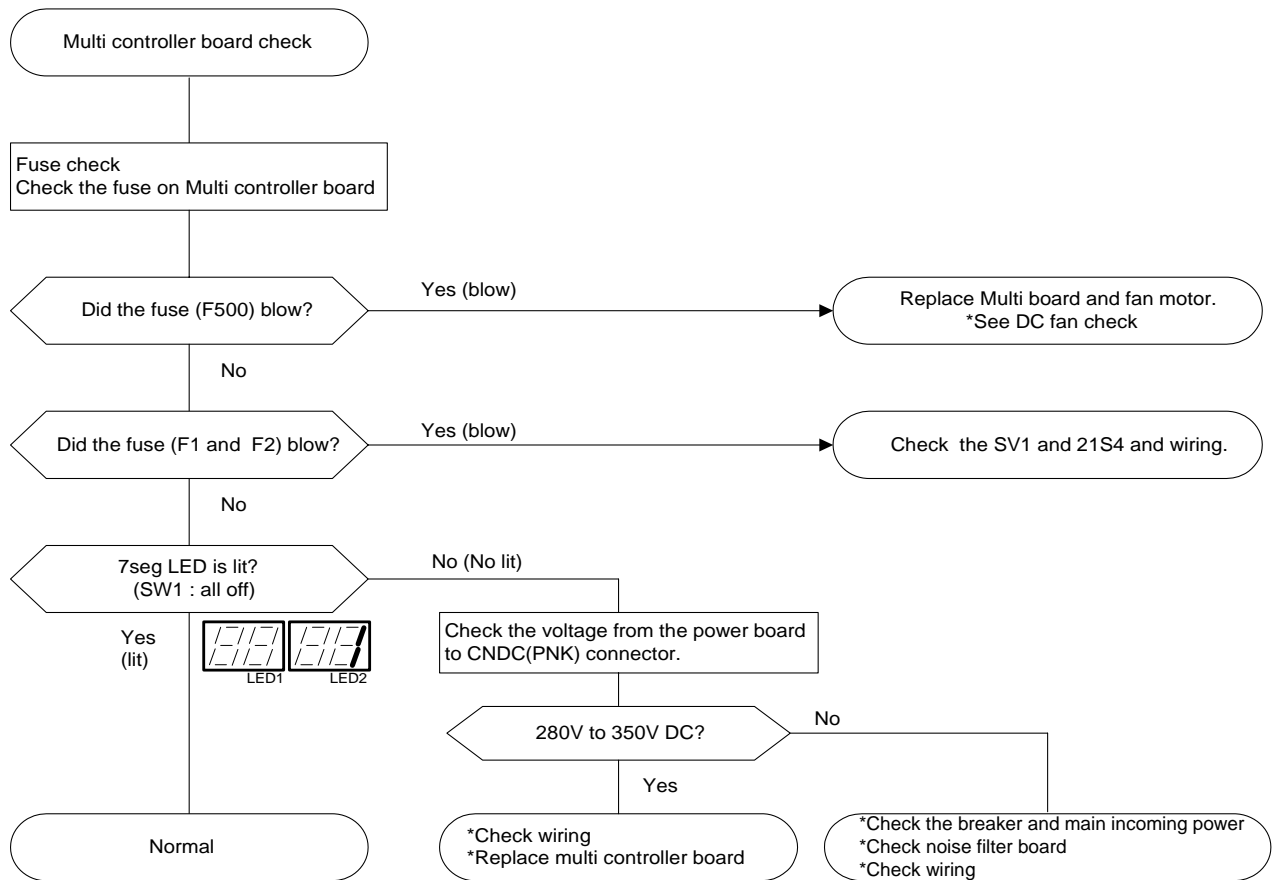 Multi controller board check
Fuse check
Check the fuse on Multi controller board
Did the fuse (F500) blow?
Yes (blow)
Replace Multi board and fan motor.
*See DC fan check
No
Did the fuse (F1 and F2) blow?
Yes (blow)
Check the SV1 and 21S4 and wiring.
No
7seg LED is lit?
(SW1 : all off)
No (No lit)
Yes
(lit)
LED1
LED2
Check the voltage from the power board
to CNDC(PNK) connector.
280V to 350V DC?
No
Yes
Normal
*Check wiring
*Replace multi controller board
*Check the breaker and main incoming power
*Check noise filter board
*Check wiring